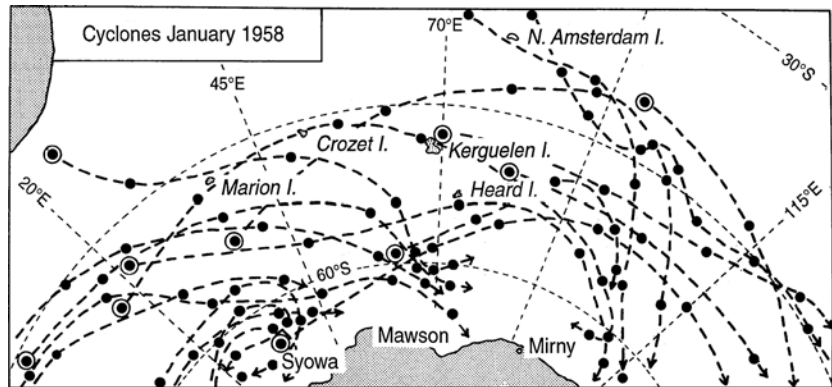 Cyclones January 1958
70°E
N. Amsterdam I.
30°S
45°E
Crozet I.
Kerguelen I.
Marion I.
Heard I.
20°E
115°E
60°S
Mawson
Mirny
Syowa